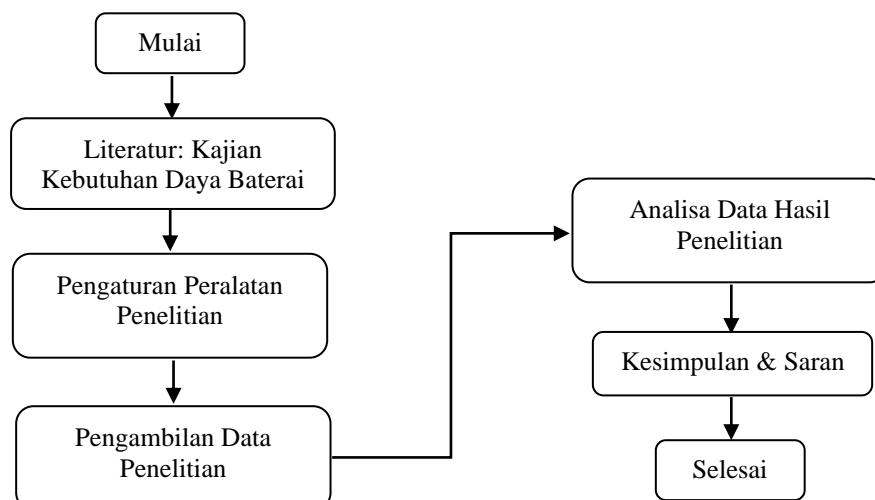 Mulai
Literatur: Kajian
Kebutuhan Daya Baterai
Pengaturan Peralatan
Penelitian
Pengambilan Data
Penelitian
Analisa Data Hasil
Penelitian
Kesimpulan & Saran
Selesai